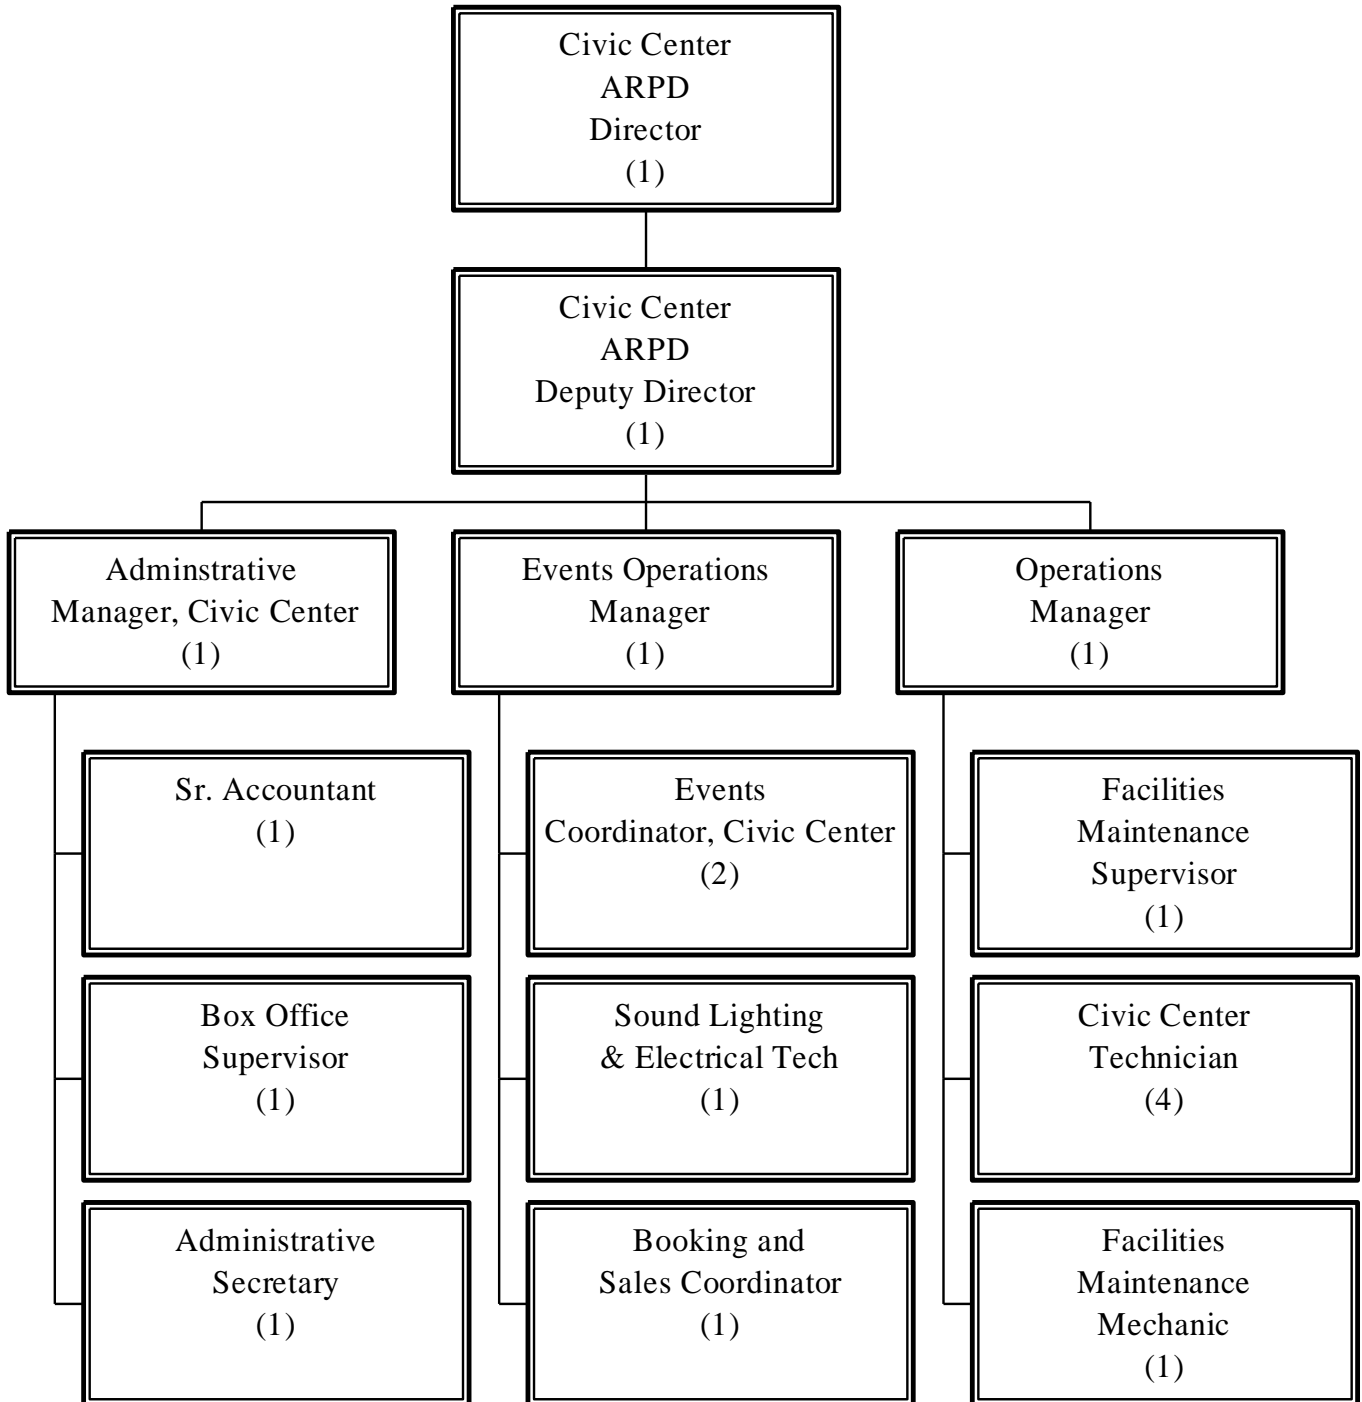 Civic Center
ARPD
Director
(1)
Civic Center
ARPD
Deputy Director
(1)
Adminstrative
Manager, Civic Center
(1)
Events Operations
Manager
(1)
Operations
Manager
(1)
Sr. Accountant
(1)
Events
Coordinator, Civic Center
(2)
Facilities
Maintenance
Supervisor
(1)
Box Office
Supervisor
(1)
Sound Lighting
& Electrical Tech
(1)
Civic Center
Technician
(4)
Administrative
Secretary
(1)
Booking and
Sales Coordinator
(1)
Facilities
Maintenance
Mechanic
(1)